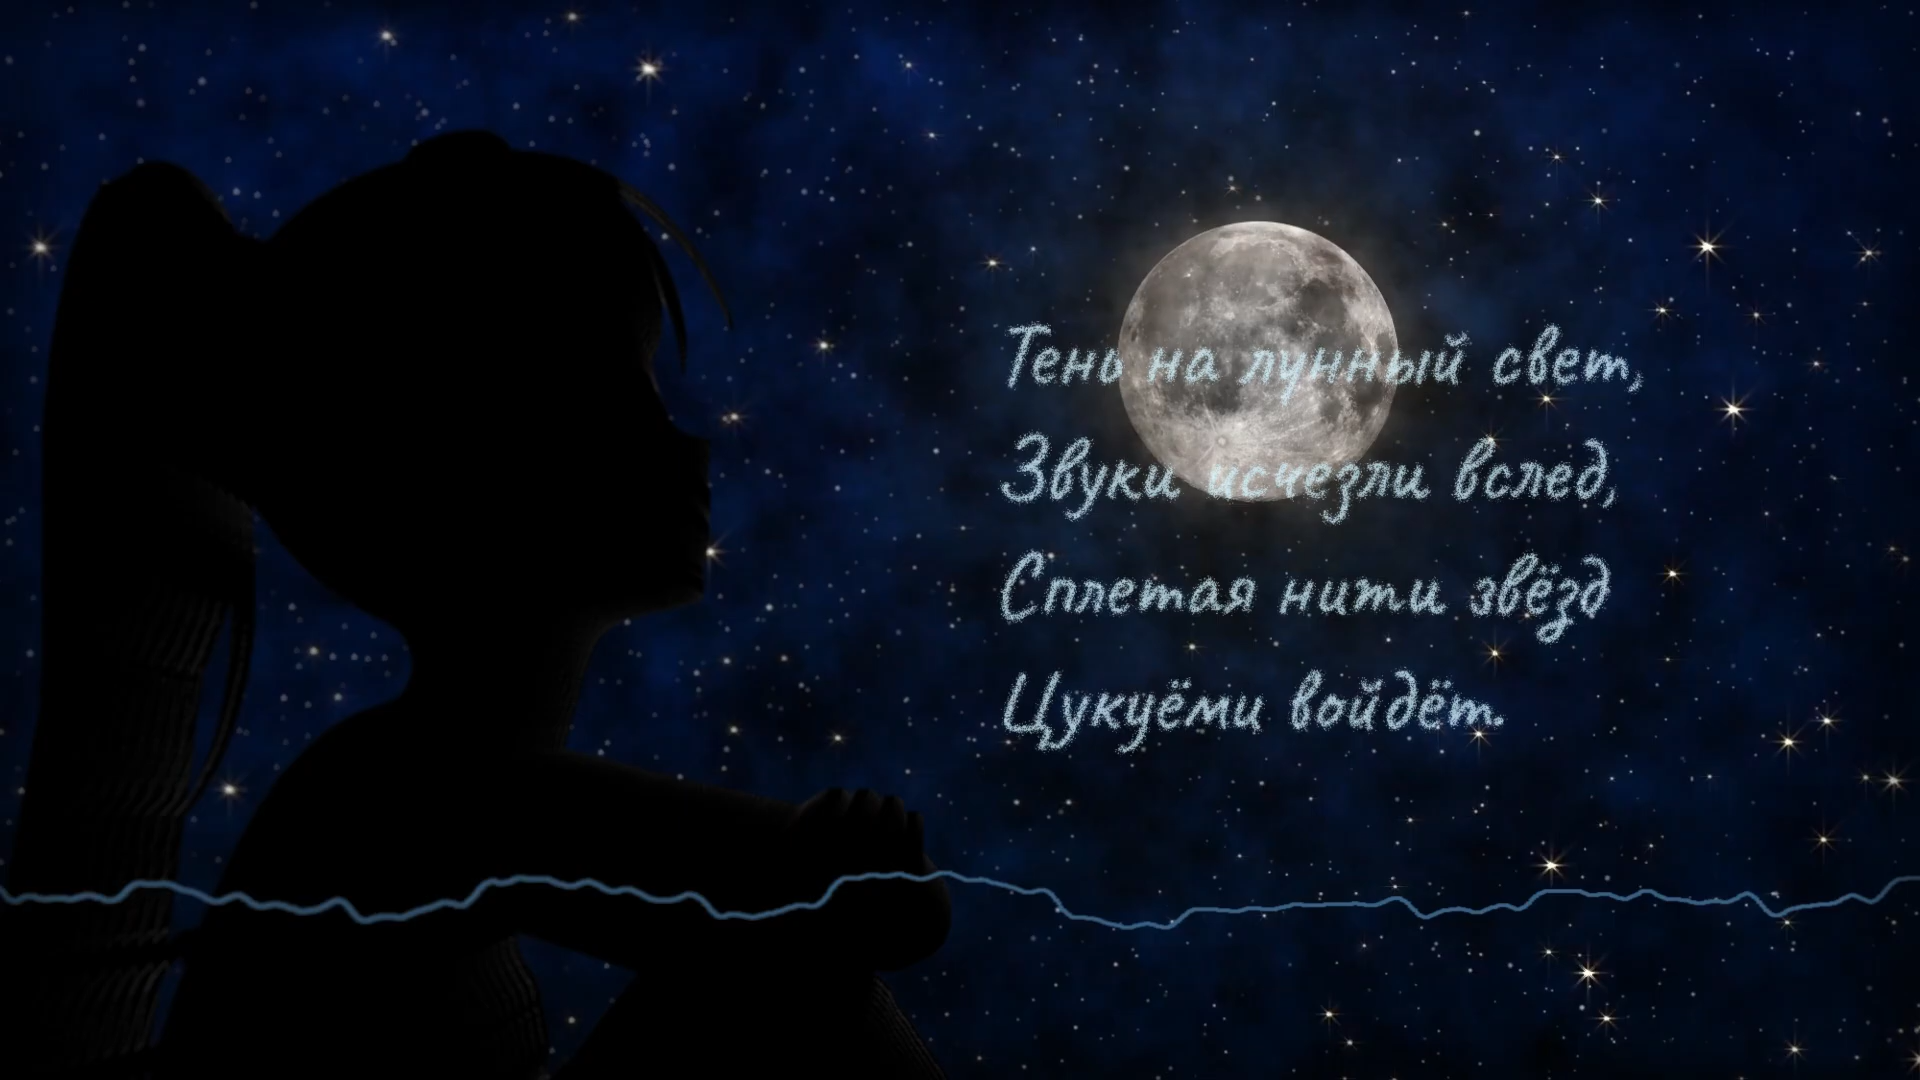 Тень на лунный свет,
Звуки исчезли вслед,
Сплетая нити звёзд
Цукуёми войдёт.